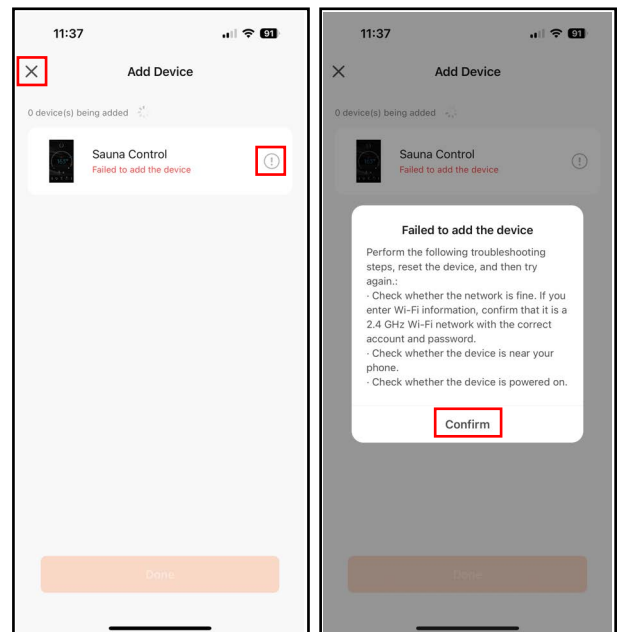 11:37
91
Add Device
0 device(s) being added
Sauna Control
Failed to add the device
Done
11:37
91
Add Device
0 device(s) being added
Sauna Control
Failed to add the device
Failed to add the device
Perform the following troubleshooting
steps, reset the device, and then try
again.:
· Check whether the network is fine. If you
enter Wi-Fi information, confirm that it is a
2.4 GHz Wi-Fi network with the correct
account and password.
· Check whether the device is near your
phone.
· Check whether the device is powered on.
Confirm
Done